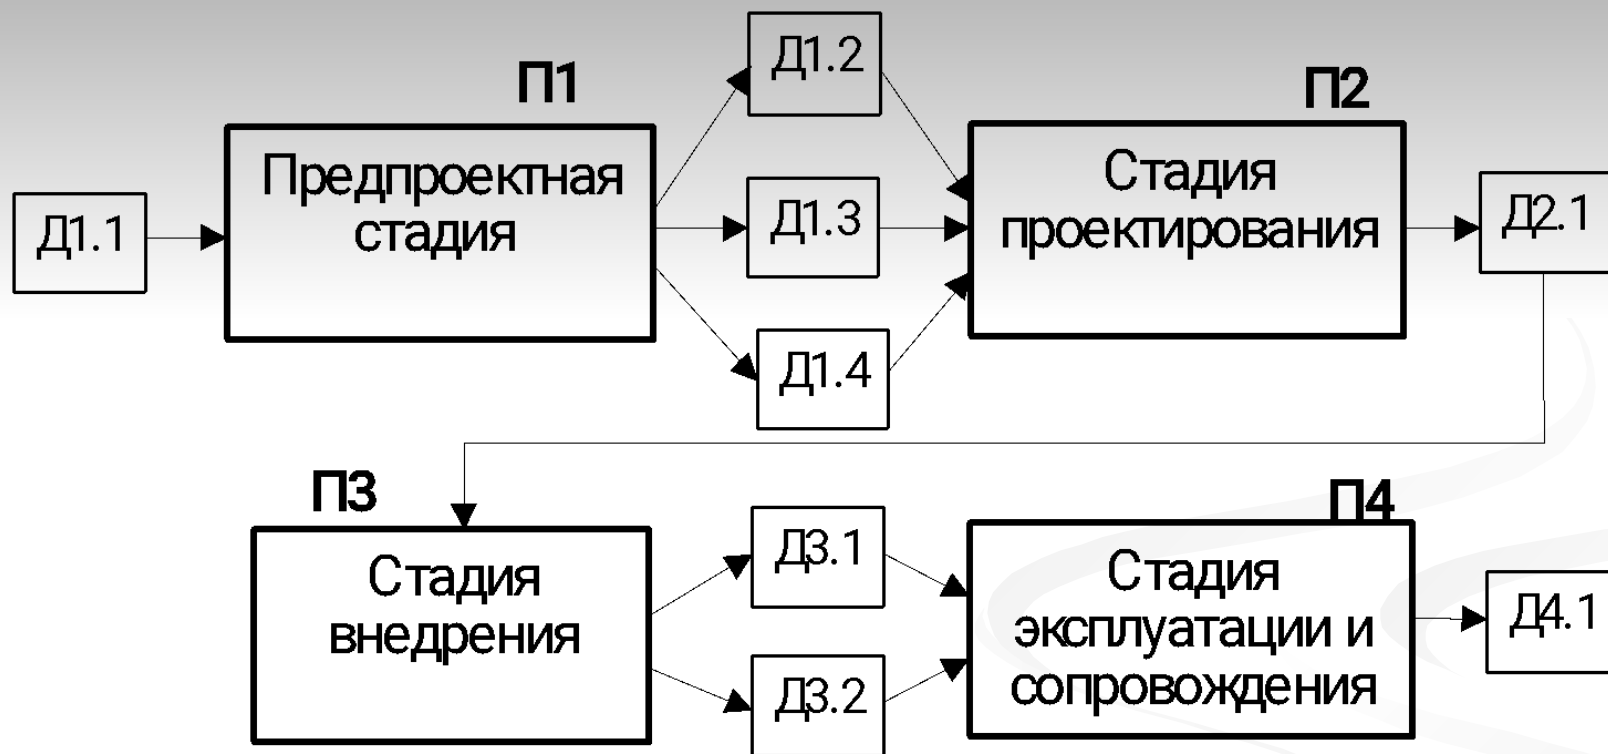 Д1.2
П1
П2
Предпроектная
стадия
Стадия
проектирования
Д1.1
Д1.3
Д2.1
Д1.4
П3
П4
Стадия
внедрения
Д3.1
Стадия
эксплуатации и
сопровождения
Д4.1
Д3.2